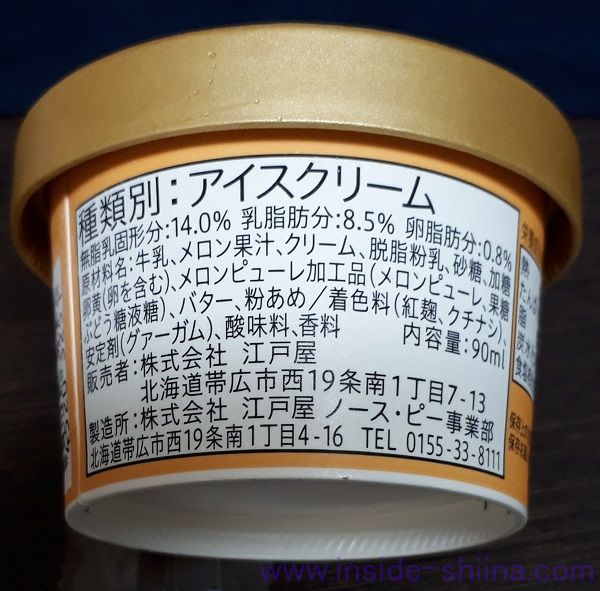 種類別：アイスクリーム
無脂乳固形分:14.0% 乳脂肪分:8.5% 卵脂肪分:0.8%
原材料名:牛乳、メロン果汁、クリーム、脱脂粉乳、砂糖、加糖
卵黄(卵を含む)、メロンピューレ加工品(メロンピューレ、果糖
ぶどう糖液糖)、バター、粉あめ／着色料(紅麹、クチナシ)、
安定剤(グァーガム)、酸味料、香料 内容量:90ml
販売者:株式会社 江戸屋
北海道帯広市西19条南1丁目7-13
製造所:株式会社 江戸屋 ノース・ピー事業部
北海道帯広市西19条南1丁目4-16 TEL 0155-33-8111
www.inside-shiina.com